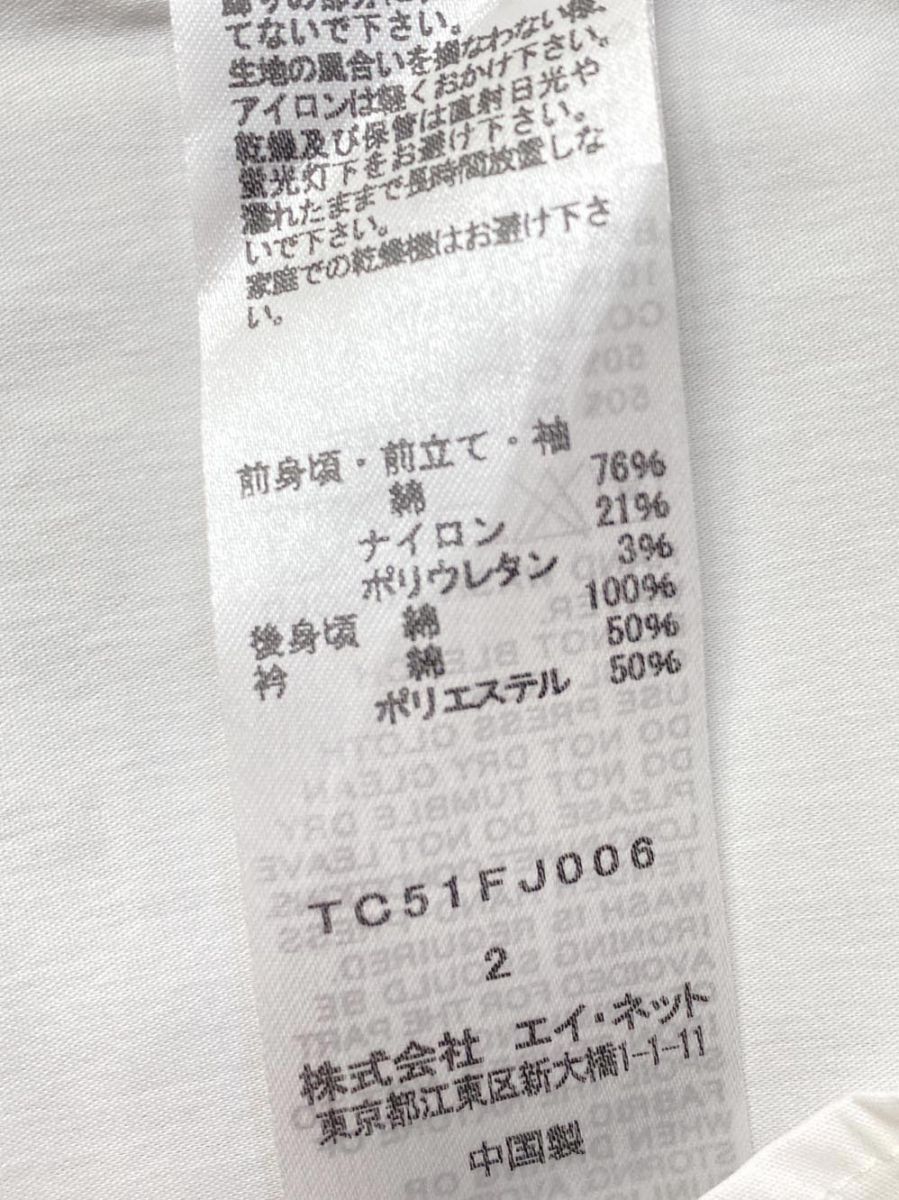 飾りの部分に
てないで下さい。
生地の風合いを損なわない様、
アイロンは軽くおかけ下さい。
乾燥及び保管は直射日光や
蛍光灯下をお避け下さい。
濡れたままで長時間放置しな
いで下さい。
家庭での乾燥機はお避け下さ
い。
前身頃・前立て・袖
綿 76%
ナイロン 21%
ポリウレタン 3%
後身頃 綿 100%
衿 綿 50%
ポリエステル 50%
TC51FJ006
2
株式会社 エイ・ネット
東京都江東区新大橋1-1-11
中国製